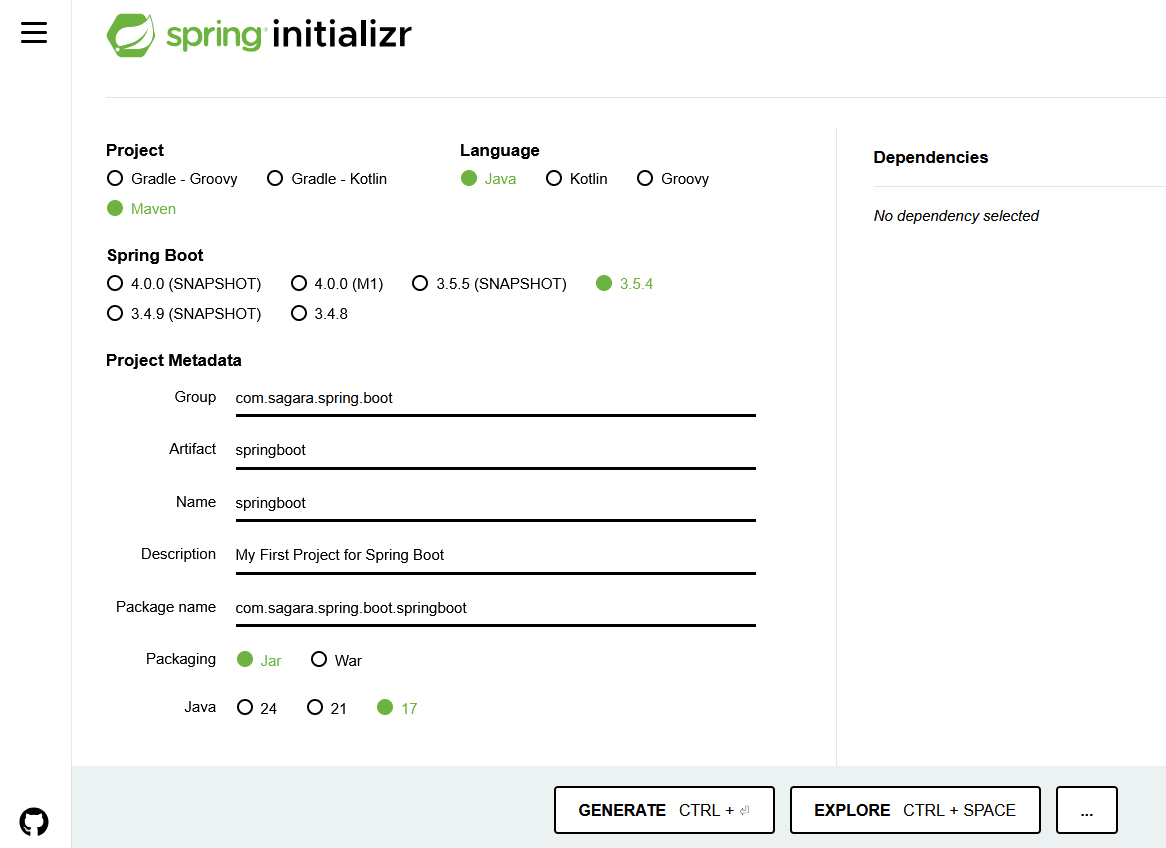 spring initializr
Project
Gradle - Groovy Gradle - Kotlin
Maven
Language
Java Kotlin Groovy
Spring Boot
4.0.0 (SNAPSHOT) 4.0.0 (M1) 3.5.5 (SNAPSHOT) 3.5.4
3.4.9 (SNAPSHOT) 3.4.8
Project Metadata
Group com.sagara.spring.boot
Artifact springboot
Name springboot
Description My First Project for Spring Boot
Package name com.sagara.spring.boot.springboot
Packaging Jar War
Java 24 21 17
Dependencies
No dependency selected
GENERATE CTRL + ⏎ EXPLORE CTRL + SPACE ...